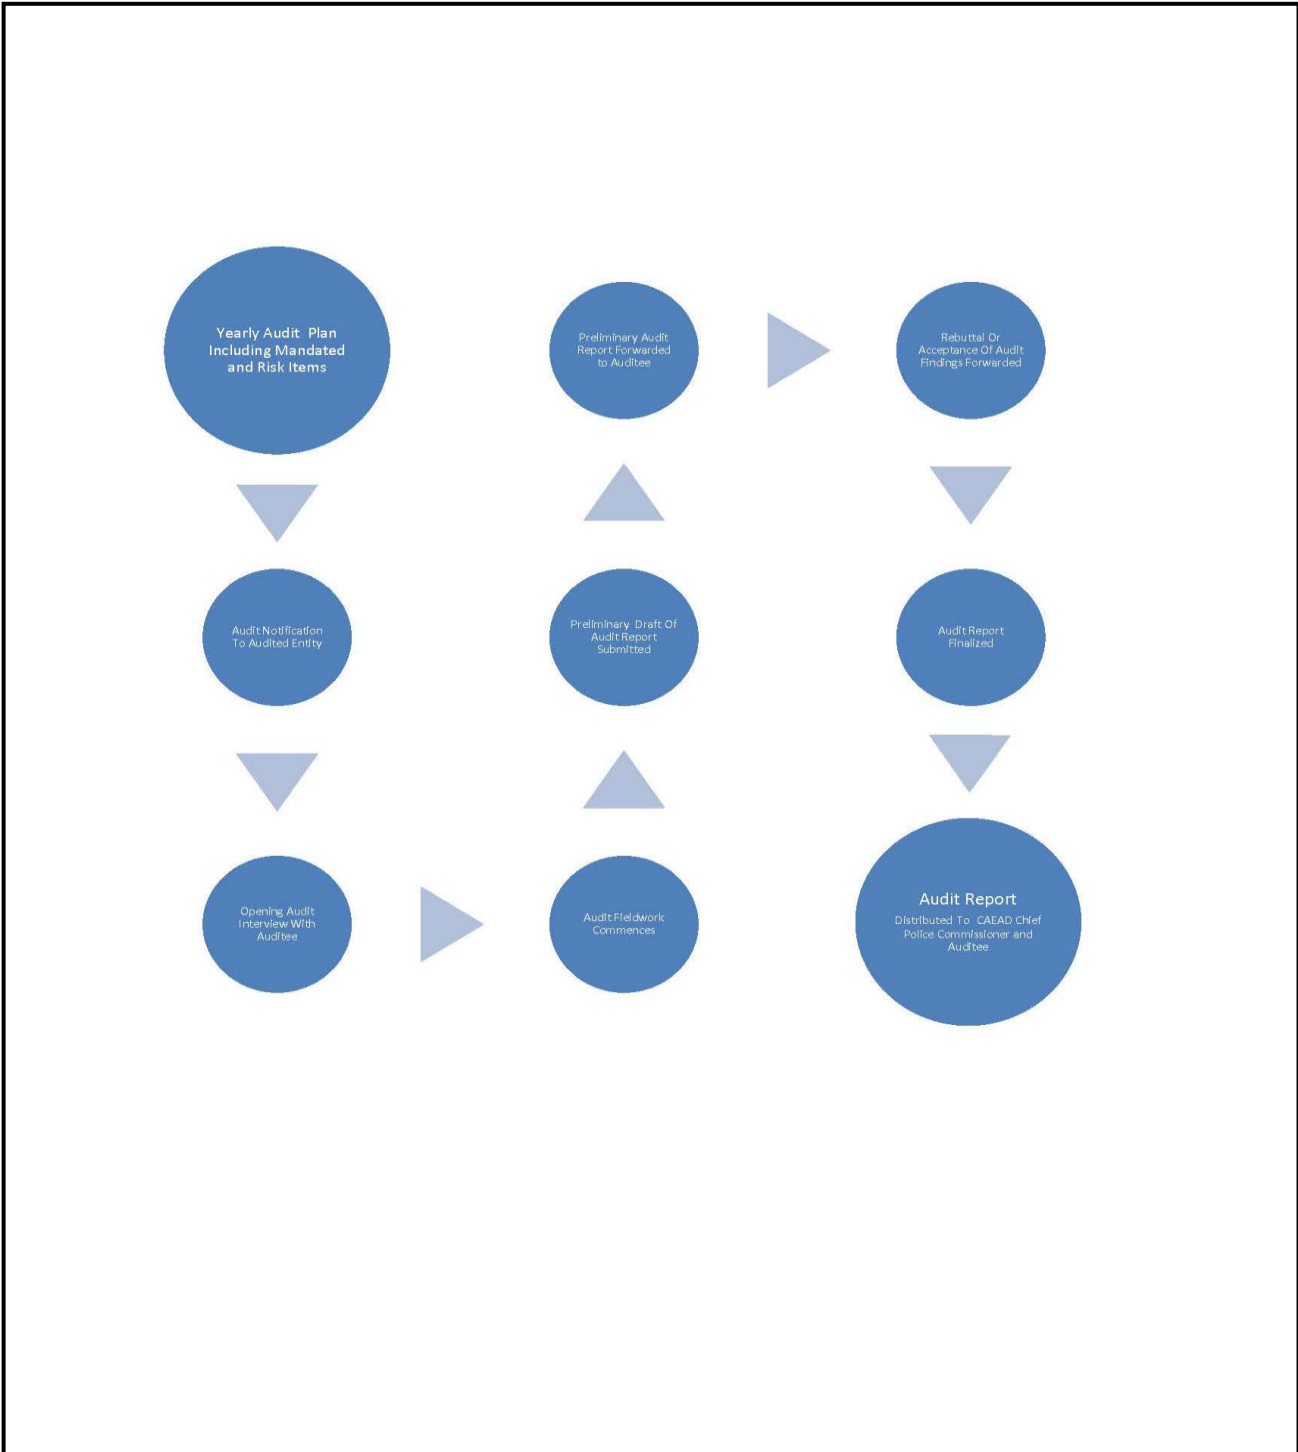 Yearly Audit Plan
Including Mandated
and Risk Items
Audit Notification
To Audited Entity
Opening Audit
Interview With
Auditee
Audit Fieldwork
Commences
Preliminary Draft Of
Audit Report
Submitted
Preliminary Audit
Report Forwarded
to Auditee
Rebuttal Or
Acceptance Of Audit
Findings Forwarded
Audit Report
Finalized
Audit Report
Distributed To CAEAD Chief
Police Commissioner and
Auditee